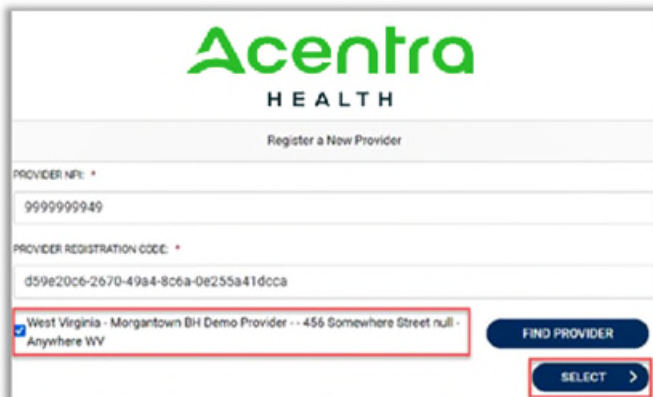 Acentra
HEALTH
Register a New Provider
PROVIDER NPI: *
9999999949
PROVIDER REGISTRATION CODE: *
d59e20c6-2670-49a4-8c6a-0e255a41dcca
West Virginia - Morgantown BH Demo Provider - - 456 Somewhere Street null -
Anywhere WV
FIND PROVIDER
SELECT >